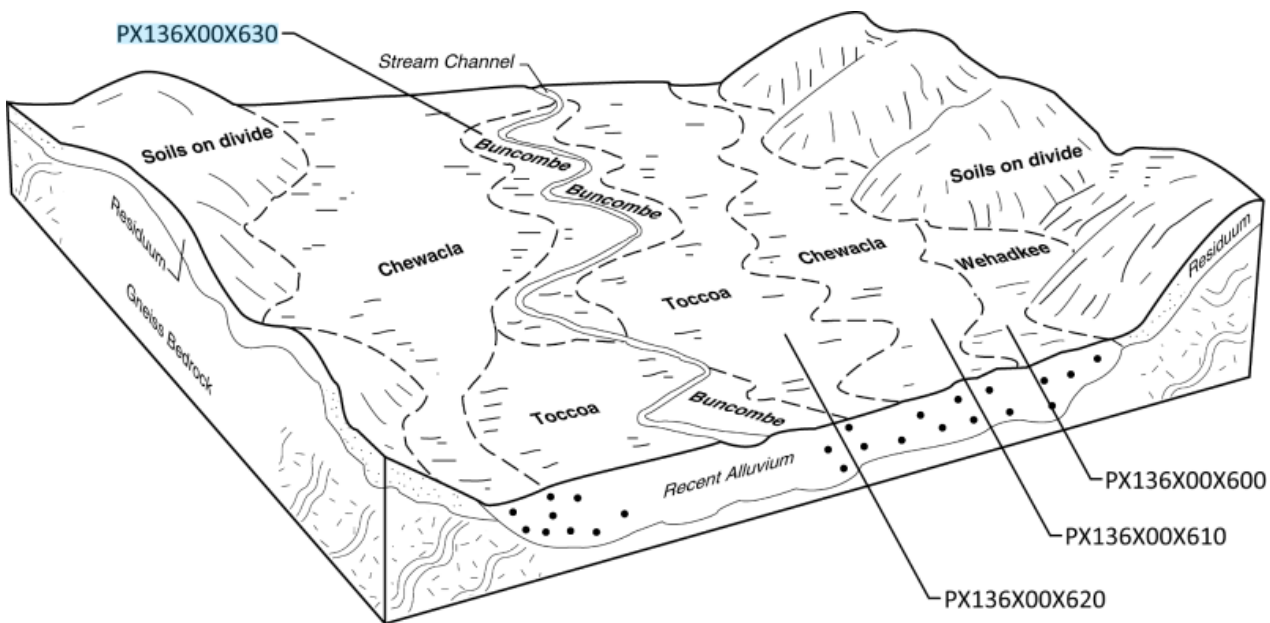 PX136X00X630
Stream Channel
Soils on divide
Buncombe
Buncombe
Soils on divide
Residuum
Chewacla
Chewacla
Wehadkee
Residuum
Toccoa
Gneiss Bedrock
Toccoa
Buncombe
Recent Alluvium
PX136X00X600
PX136X00X610
PX136X00X620